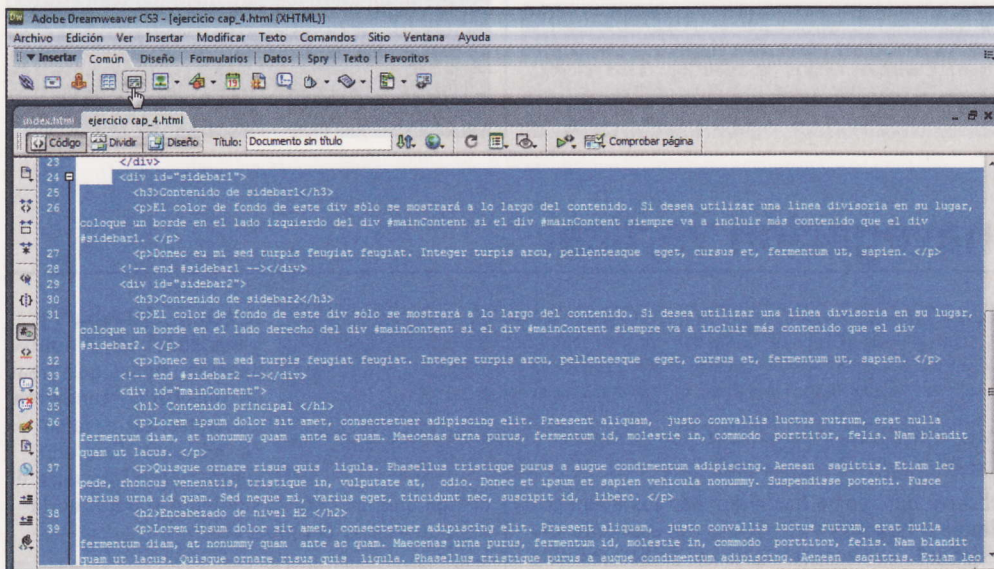 Adobe Dreamweaver CS3 - [ejercicio cap_4.html (XHTML)]
Archivo Edición Ver Insertar Modificar Texto Comandos Sitio Ventana Ayuda
▼ Insertar Común Diseño Formularios Datos Spry Texto Favoritos
19
index.html ejercicio cap_4.html
Código Dividir Diseño Título: Documento sin título Comprobar página
23 </div>
24 <div id="sidebar1">
25 <h3>Contenido de sidebar1</h3>
26 <p>El color de fondo de este div sólo se mostrará a lo largo del contenido. Si desea utilizar una línea divisoria en su lugar,
coloque un borde en el lado izquierdo del div #mainContent si el div #mainContent siempre va a incluir más contenido que el div
#sidebar1. </p>
27 <p>Donec eu mi sed turpis feugiat feugiat. Integer turpis arcu, pellentesque eget, cursus et, fermentum ut, sapien. </p>
28 <!-- end #sidebar1 --></div>
29 <div id="sidebar2">
30 <h3>Contenido de sidebar2</h3>
31 <p>El color de fondo de este div sólo se mostrará a lo largo del contenido. Si desea utilizar una línea divisoria en su lugar,
coloque un borde en el lado derecho del div #mainContent si el div #mainContent siempre va a incluir más contenido que el div
#sidebar2. </p>
32 <p>Donec eu mi sed turpis feugiat feugiat. Integer turpis arcu, pellentesque eget, cursus et, fermentum ut, sapien. </p>
33 <!-- end #sidebar2 --></div>
34 <div id="mainContent">
35 <h1> Contenido principal </h1>
36 <p>Lorem ipsum dolor sit amet, consectetuer adipiscing elit. Praesent aliquam, justo convallis luctus rutrum, erat nulla
fermentum diam, at nonummy quam ante ac quam. Maecenas urna purus, fermentum id, molestie in, commodo porttitor, felis. Nam blandit
quam ut lacus. </p>
37 <p>Quisque ornare risus quis ligula. Phasellus tristique purus a augue condimentum adipiscing. Aenean sagittis. Etiam leo
pede, rhoncus venenatis, tristique in, vulputate at, odio. Donec et ipsum et sapien vehicula nonummy. Suspendisse potenti. Fusce
varius urna id quam. Sed neque mi, varius eget, tincidunt nec, suscipit id, libero. </p>
38 <h2>Encabezado de nivel H2 </h2>
39 <p>Lorem ipsum dolor sit amet, consectetuer adipiscing elit. Praesent aliquam, justo convallis luctus rutrum, erat nulla
fermentum diam, at nonummy quam ante ac quam. Maecenas urna purus, fermentum id, molestie in, commodo porttitor, felis. Nam blandit
quam ut lacus. Quisque ornare risus quis ligula. Phasellus tristique purus a augue condimentum adipiscing. Aenean sagittis. Etiam leo